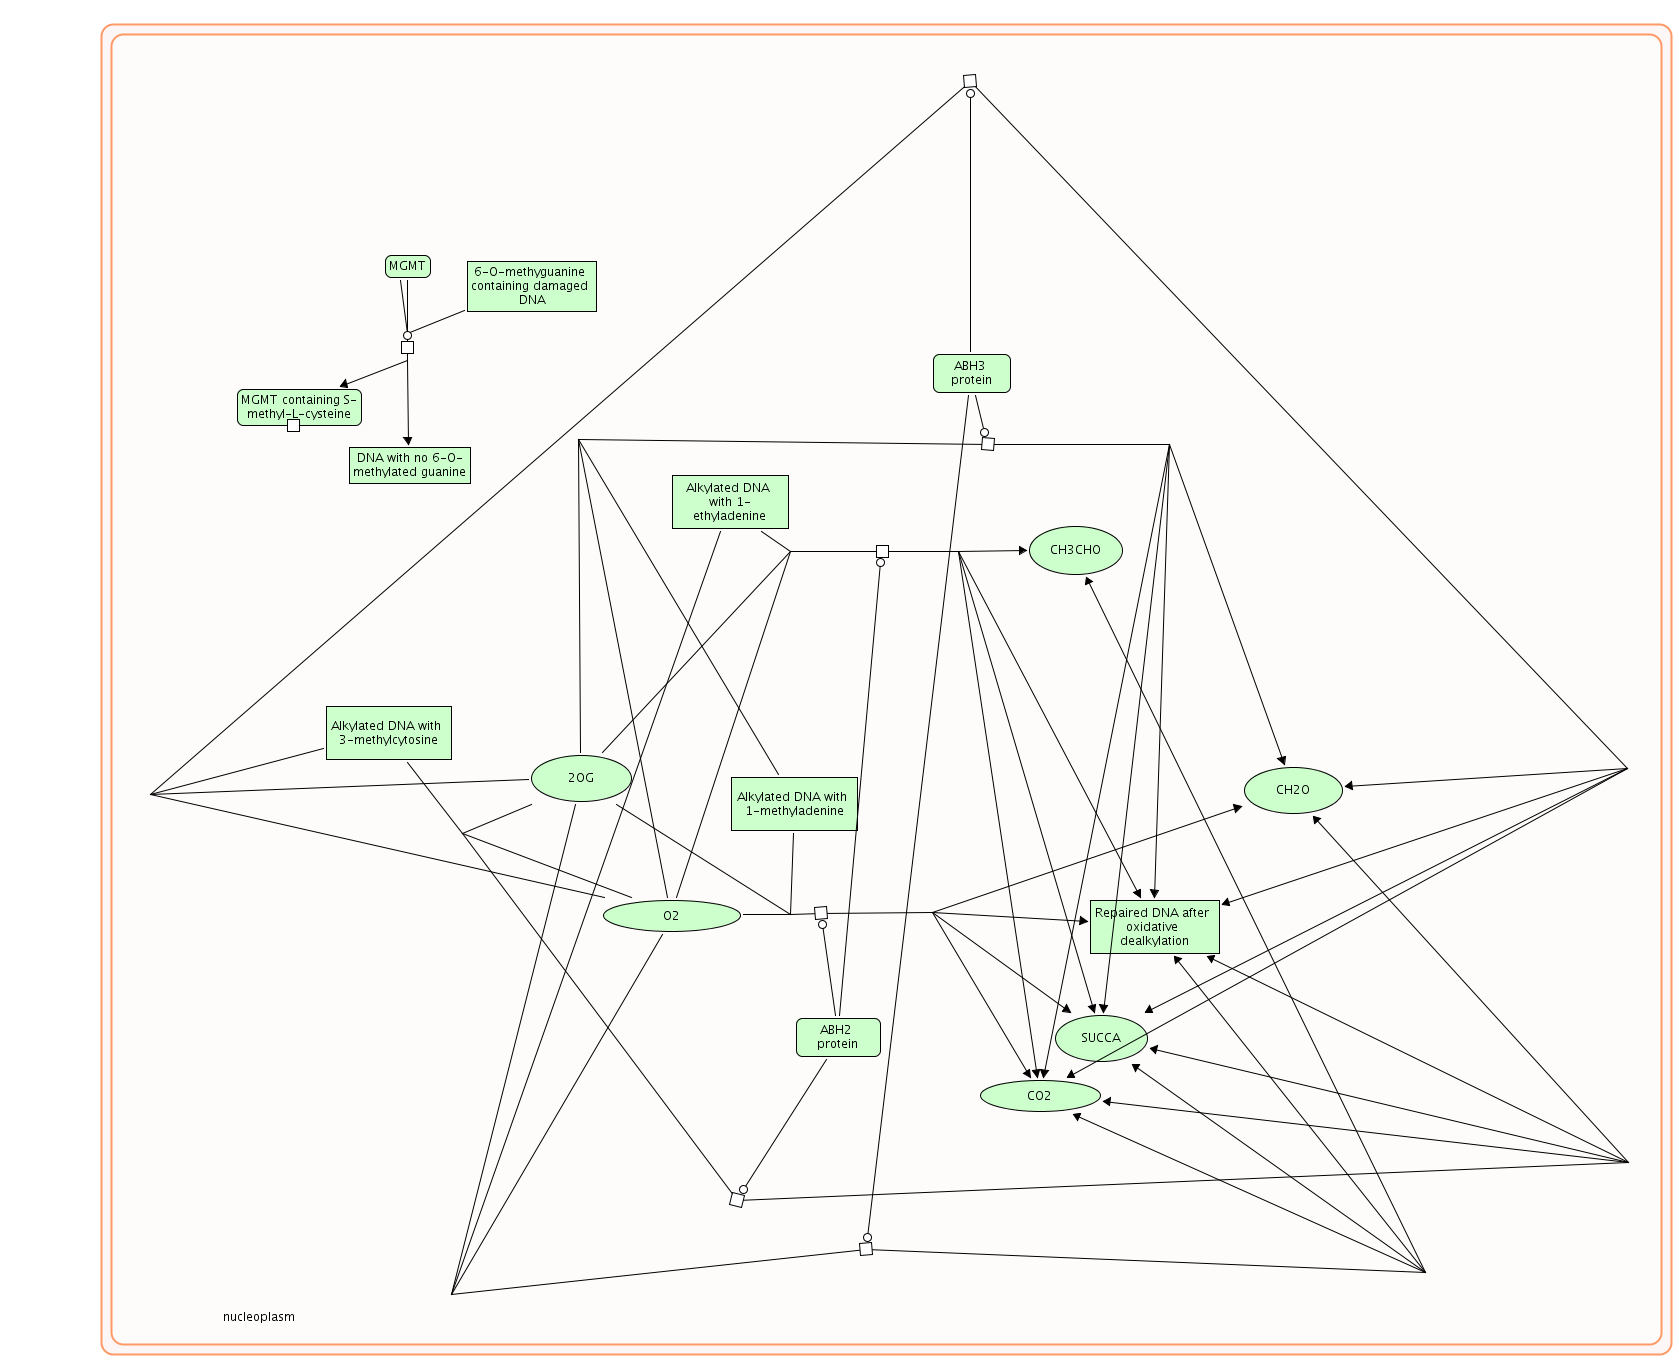 MGMT
6-O-methyguanine
containing damaged
DNA
ABH3
protein
MGMT containing S-
methyl-L-cysteine
DNA with no 6-O-
methylated guanine
Alkylated DNA
with 1-
ethyladenine
CH3CHO
Alkylated DNA with
3-methylcytosine
2OG
Alkylated DNA with
1-methyladenine
CH2O
O2
Repaired DNA after
oxidative
dealkylation
ABH2
protein
SUCCA
CO2
nucleoplasm